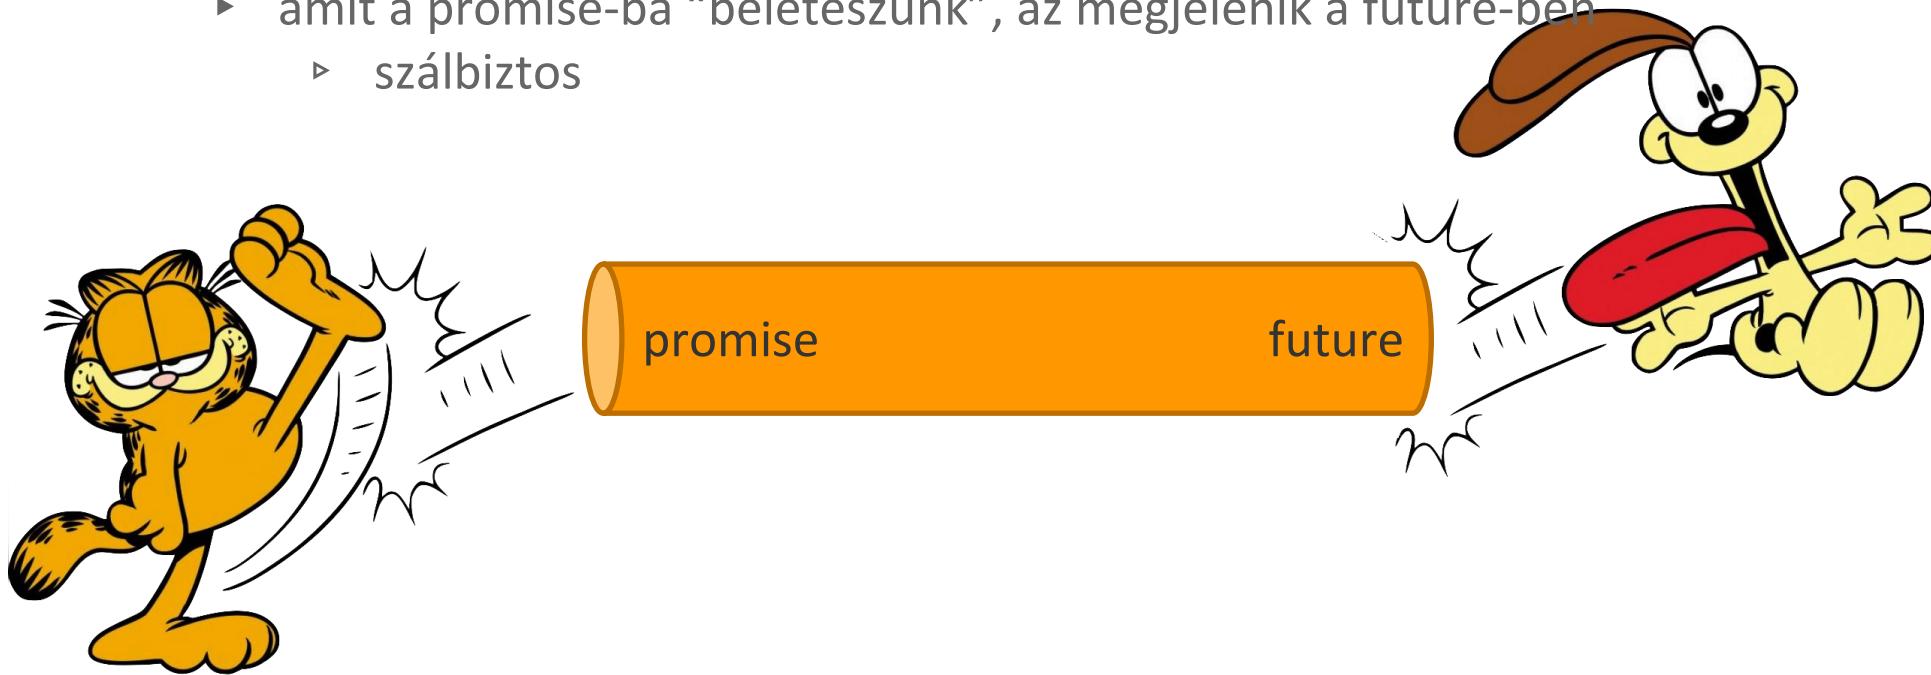 ▸ amit a promise-ba “beleteszünk”, az megjelenik a future-ben
▹ szálbiztos
promise future